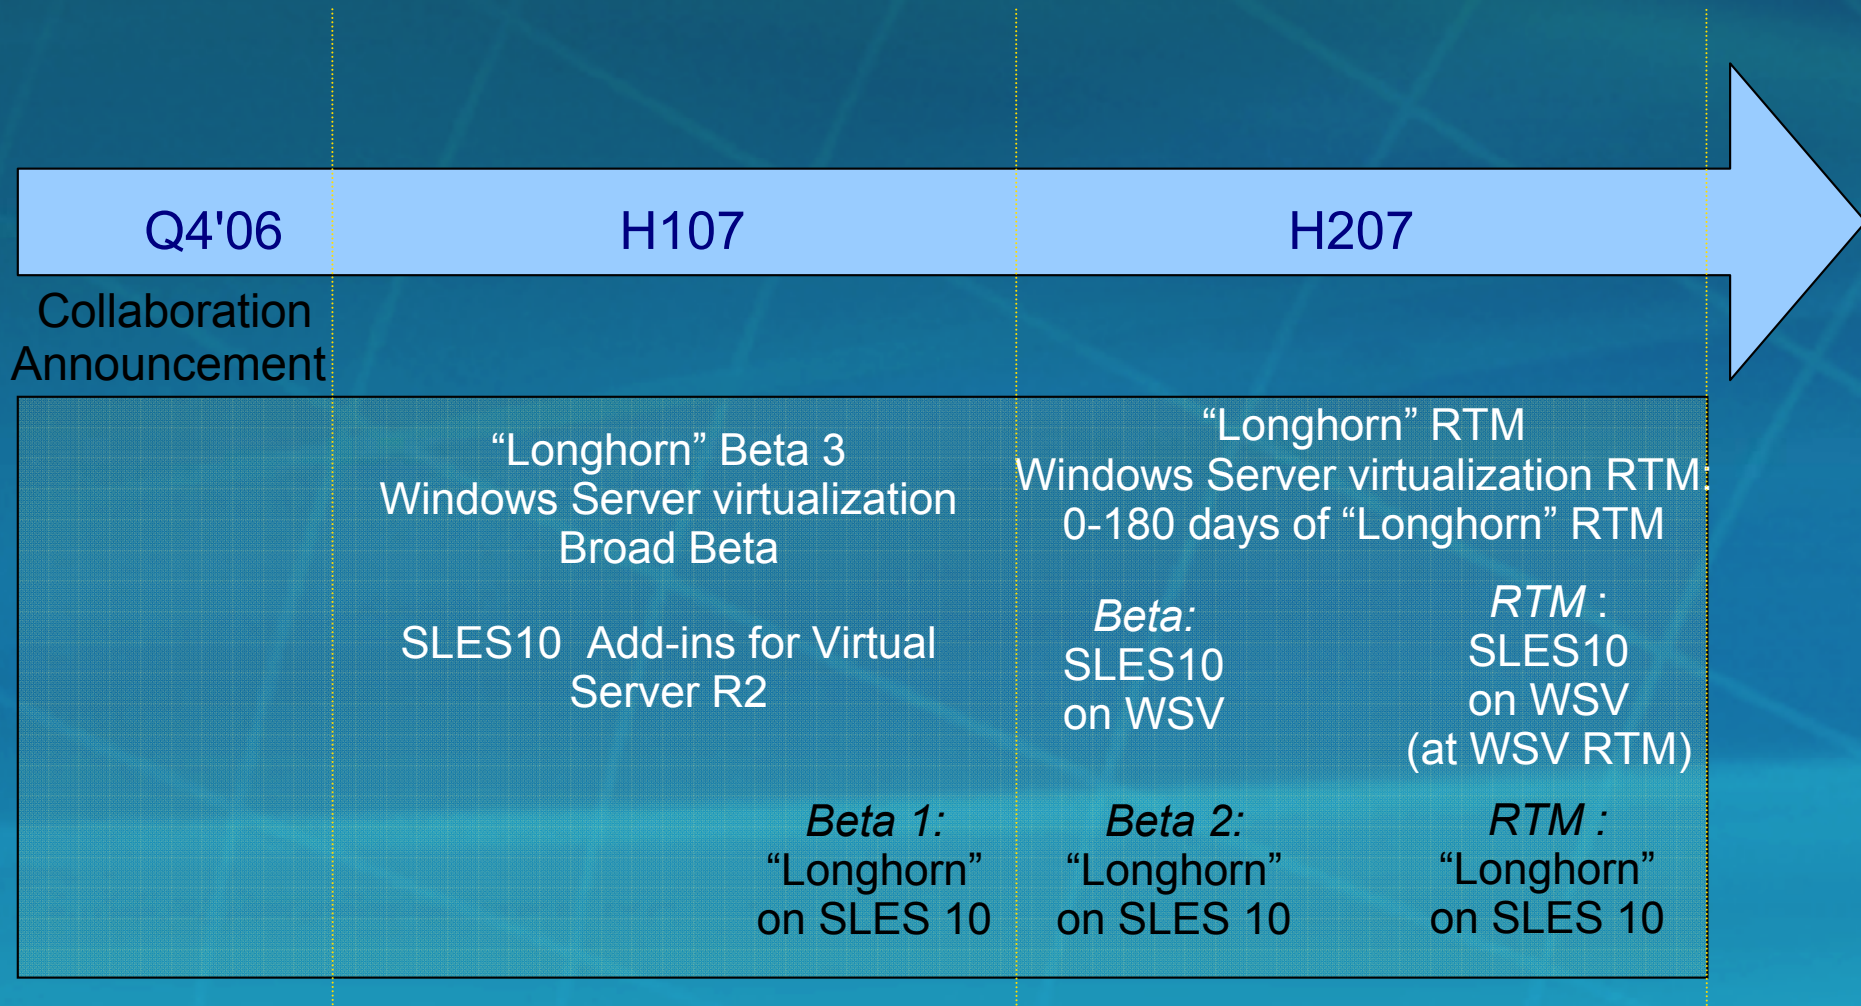 Q4'06
H107
H207
Collaboration
Announcement
“Longhorn” Beta 3
Windows Server virtualization
Broad Beta
SLES10 Add-ins for Virtual
Server R2
“Longhorn” RTM
Windows Server virtualization RTM:
0-180 days of “Longhorn” RTM
Beta:
SLES10
on WSV
RTM :
SLES10
on WSV
(at WSV RTM)
Beta 1:
“Longhorn”
on SLES 10
Beta 2:
“Longhorn”
on SLES 10
RTM :
“Longhorn”
on SLES 10